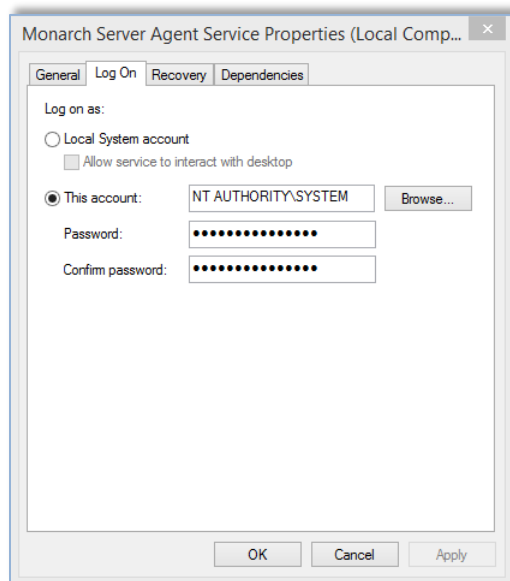 Monarch Server Agent Service Properties (Local Comp...
General Log On Recovery Dependencies
Log on as:
Local System account
Allow service to interact with desktop
This account: NT AUTHORITY\SYSTEM Browse...
Password: •••••••••••••••
Confirm password: •••••••••••••••
OK Cancel Apply